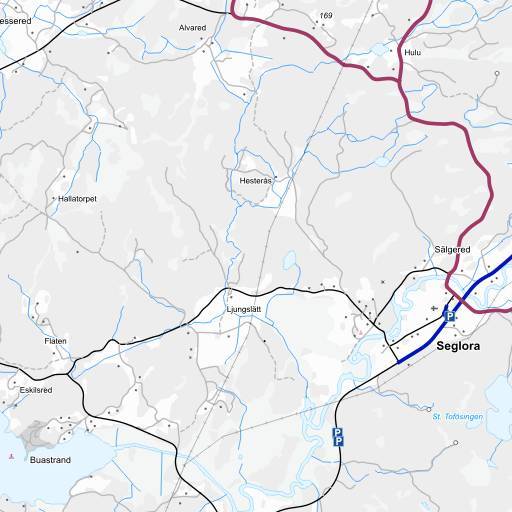 169
essered
Alvared
Hulu
Hesterås
Hallatorpet
Sälgered
Ljungslätt
P
Flaten
Seglora
Eskilsred
St. Tofösingen
P
P
Buastrand